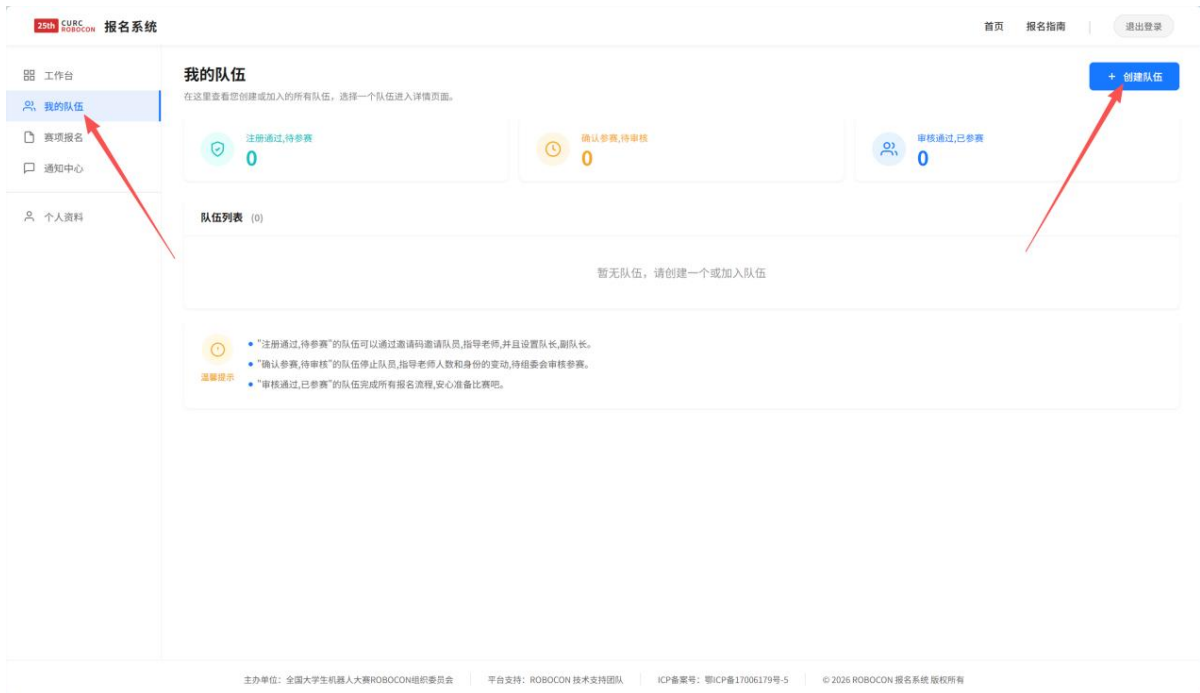 25th CURC ROBOCON 报名系统
首页 报名指南 退出登录
工作台
我的队伍
赛项报名
通知中心
个人资料
我的队伍
在这里查看您创建或加入的所有队伍，选择一个队伍进入详情页面。
+ 创建队伍
注册通过,待参赛
0
确认参赛,待审核
0
审核通过,已参赛
0
队伍列表 (0)
暂无队伍，请创建一个或加入队伍
温馨提示
"注册通过,待参赛"的队伍可以通过邀请码邀请队员,指导老师,并且设置队长,副队长。
"确认参赛,待审核"的队伍停止队员,指导老师人数和身份的变动,待组委会审核参赛。
"审核通过,已参赛"的队伍完成所有报名流程,安心准备比赛吧。
主办单位：全国大学生机器人大赛ROBOCON组织委员会 平台支持：ROBOCON 技术支持团队 ICP备案号：鄂ICP备17006179号-5 © 2026 ROBOCON 报名系统 版权所有